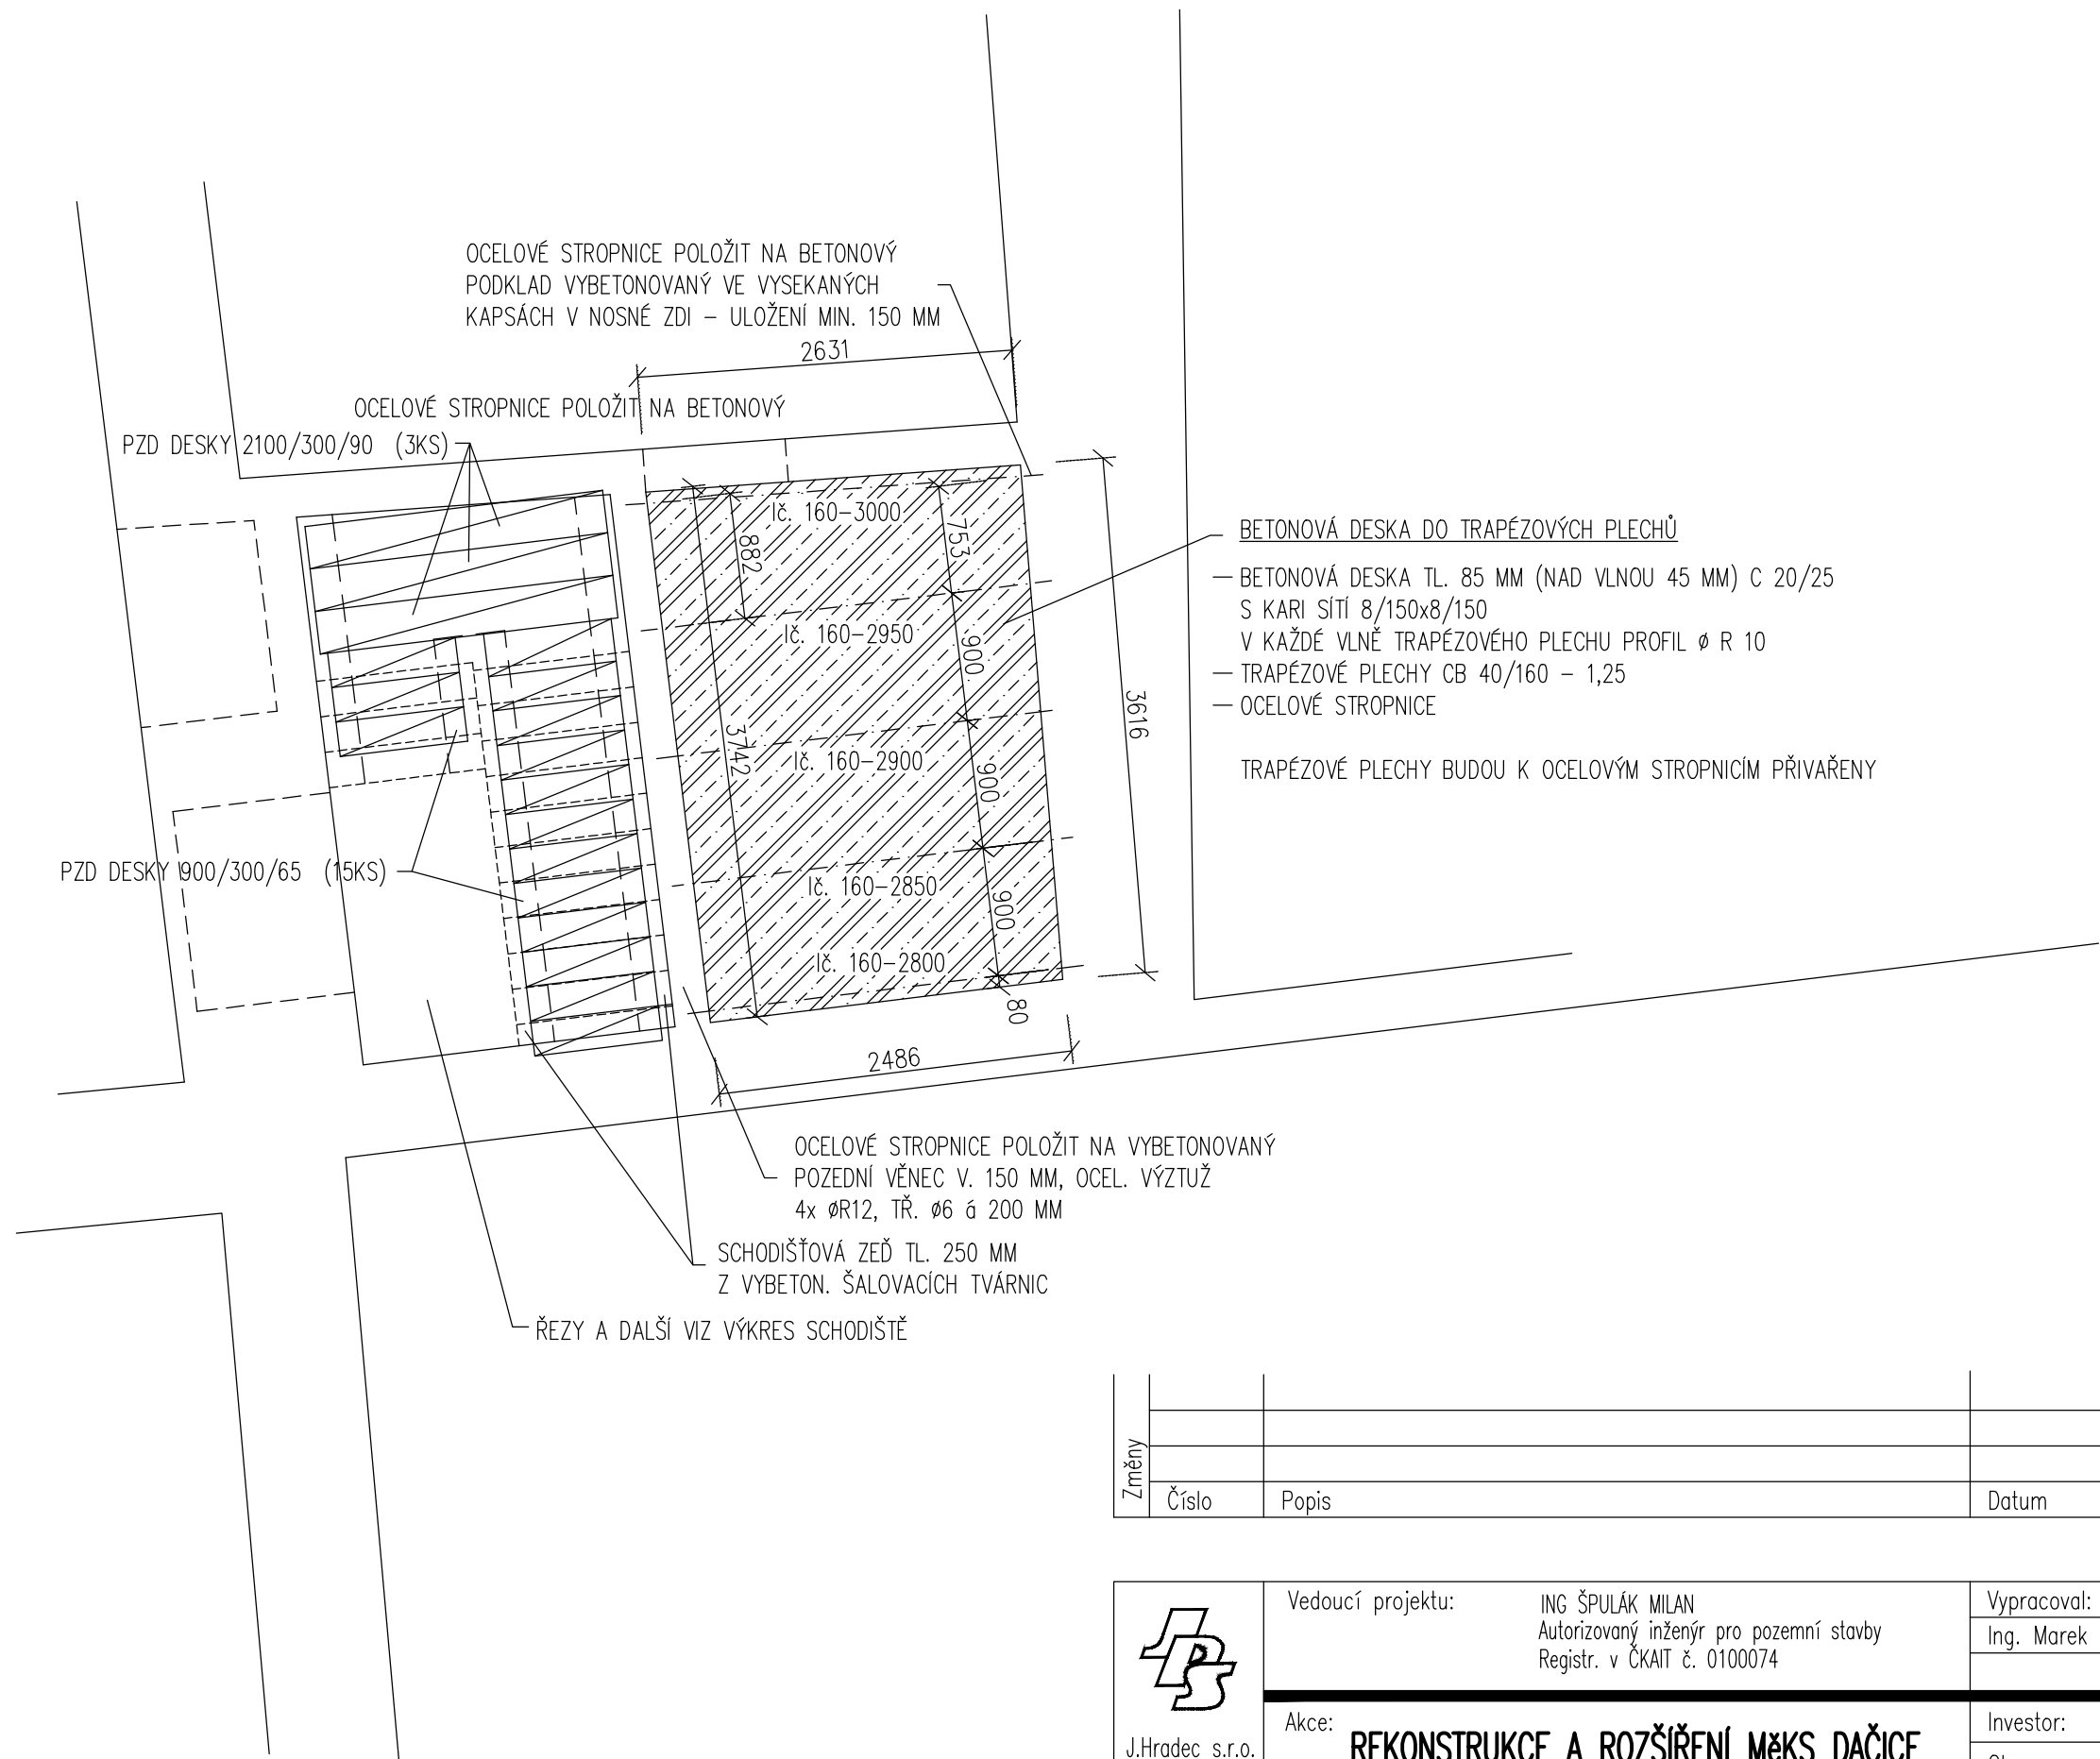 OCELOVÉ STROPNICE POLOŽIT NA BETONOVÝ
PODKLAD VYBETONOVANÝ VE VYSEKANÝCH
KAPSÁCH V NOSNÉ ZDI – ULOŽENÍ MIN. 150 MM
2631
OCELOVÉ STROPNICE POLOŽIT NA BETONOVÝ
PZD DESKY 2100/300/90 (3KS)
Ič. 160–3000
882
753
Ič. 160–2950
900
3616
3742
Ič. 160–2900
900
Ič. 160–2850
900
Ič. 160–2800
80
2486
BETONOVÁ DESKA DO TRAPÉZOVÝCH PLECHŮ
— BETONOVÁ DESKA TL. 85 MM (NAD VLNOU 45 MM) C 20/25
S KARI SÍTÍ 8/150x8/150
V KAŽDÉ VLNĚ TRAPÉZOVÉHO PLECHU PROFIL ø R 10
— TRAPÉZOVÉ PLECHY CB 40/160 – 1,25
— OCELOVÉ STROPNICE
TRAPÉZOVÉ PLECHY BUDOU K OCELOVÝM STROPNICÍM PŘIVAŘENY
PZD DESKY 900/300/65 (15KS)
OCELOVÉ STROPNICE POLOŽIT NA VYBETONOVANÝ
POZEDNÍ VĚNEC V. 150 MM, OCEL. VÝZTUŽ
4x øR12, TŘ. ø6 á 200 MM
SCHODIŠŤOVÁ ZEĎ TL. 250 MM
Z VYBETON. ŠALOVACÍCH TVÁRNIC
ŘEZY A DALŠÍ VIZ VÝKRES SCHODIŠTĚ
Změny
Číslo
Popis
Datum
Vedoucí projektu:
ING ŠPULÁK MILAN
Autorizovaný inženýr pro pozemní stavby
Registr. v ČKAIT č. 0100074
Vypracoval:
Ing. Marek
JPS
J.Hradec s.r.o.
Akce:
REKONSTRUKCE A ROZŠÍŘENÍ MěKS DAČICE
Investor: